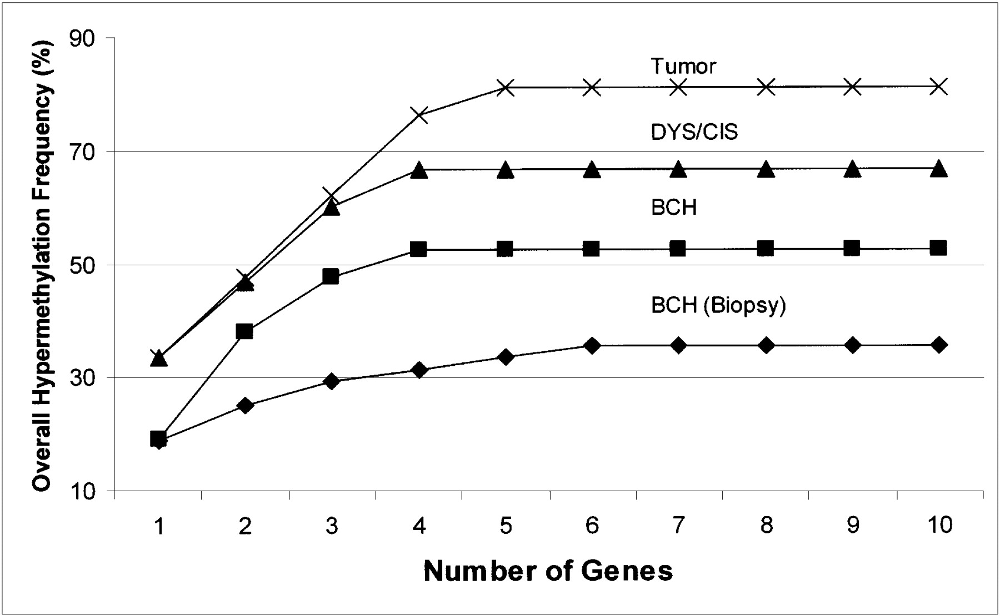 Overall Hypermethylation Frequency (%)
90
70
50
30
10
Tumor
DYS/CIS
BCH
BCH (Biopsy)
1 2 3 4 5 6 7 8 9 10
Number of Genes